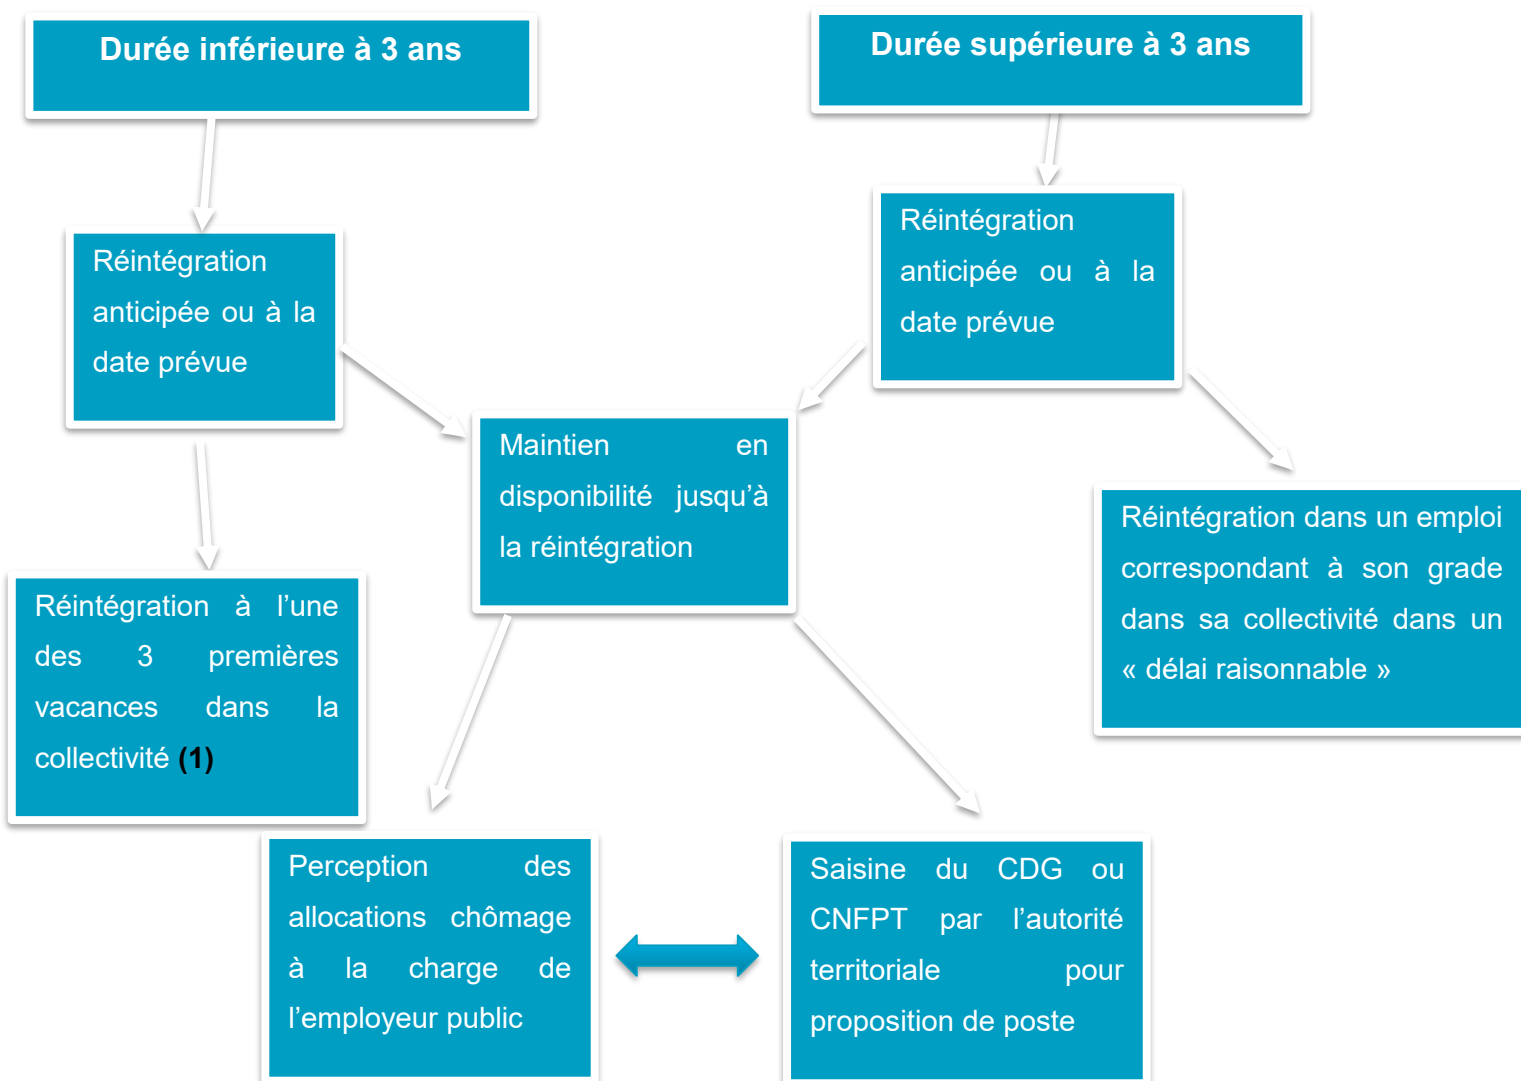 Durée inférieure à 3 ans
Durée supérieure à 3 ans
Réintégration
anticipée ou à la
date prévue
Réintégration
anticipée ou à la
date prévue
Maintien en
disponibilité jusqu’à
la réintégration
Réintégration dans un emploi
correspondant à son grade
dans sa collectivité dans un
« délai raisonnable »
Réintégration à l’une
des 3 premières
vacances dans la
collectivité (1)
Perception des
allocations chômage
à la charge de
l’employeur public
Saisine du CDG ou
CNFPT par l’autorité
territoriale pour
proposition de poste